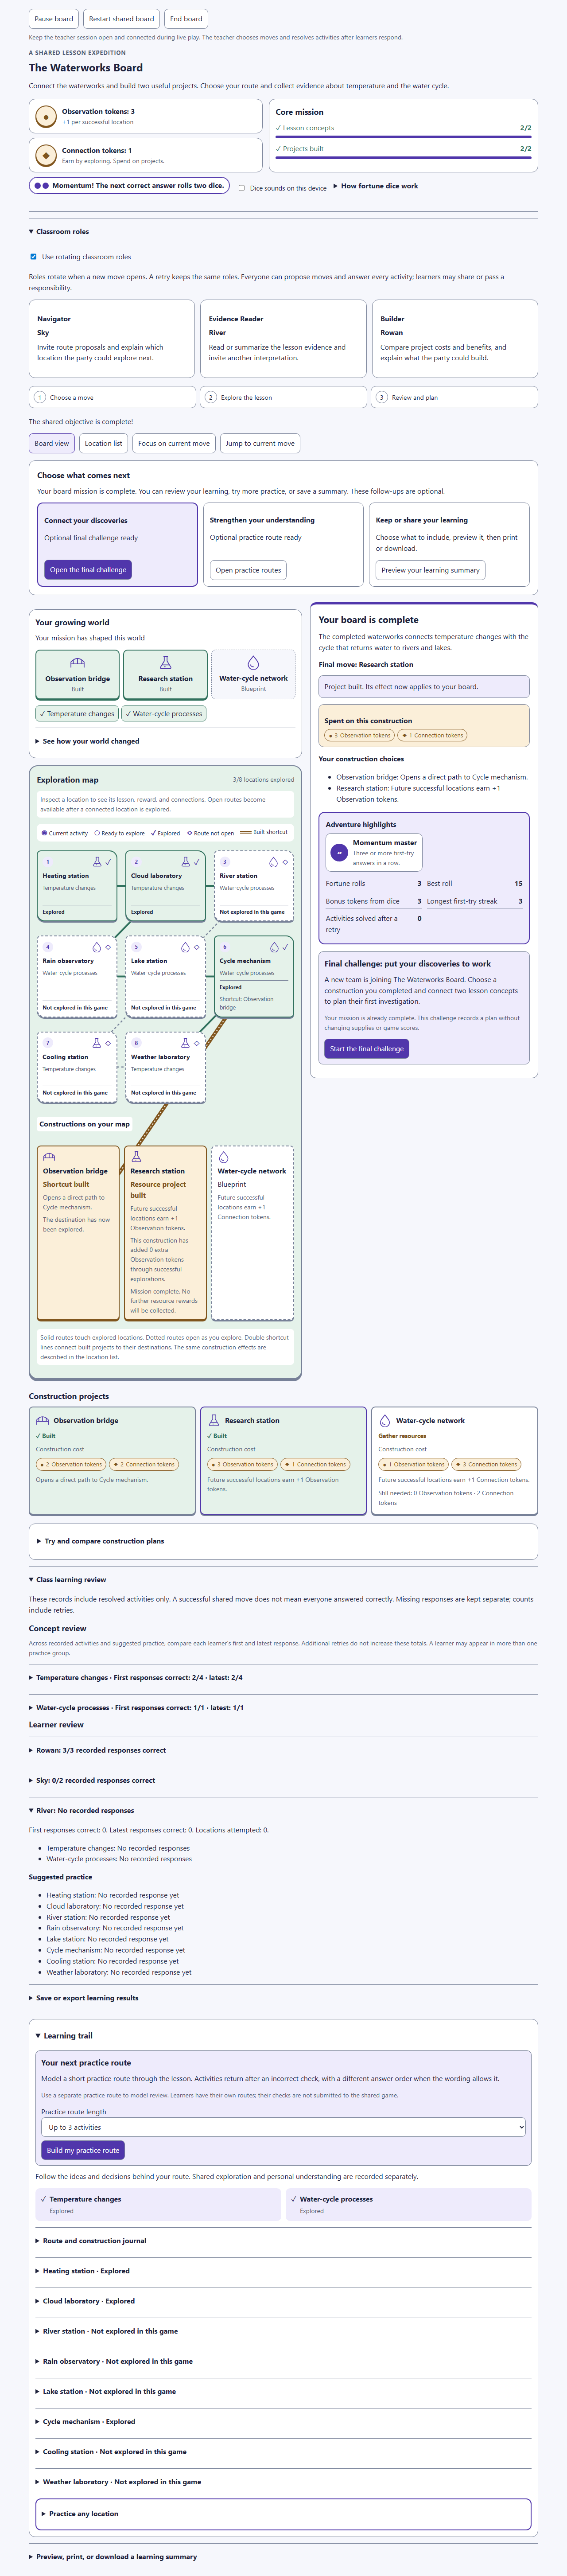 Pause board
Restart shared board
End board
Keep the teacher session open and connected during live play. The teacher chooses moves and resolves activities after learners respond.
A SHARED LESSON EXPEDITION
The Waterworks Board
Connect the waterworks and build two useful projects. Choose your route and collect evidence about temperature and the water cycle.
Observation tokens: 3
+1 per successful location
Connection tokens: 1
Earn by exploring. Spend on projects.
Core mission
✓ Lesson concepts 2/2
✓ Projects built 2/2
Momentum! The next correct answer rolls two dice.
Dice sounds on this device
How fortune dice work
Classroom roles
Use rotating classroom roles
Roles rotate when a new move opens. A retry keeps the same roles. Everyone can propose moves and answer every activity; learners may share or pass a
responsibility.
Navigator
Sky
Invite route proposals and explain which
location the party could explore next.
Evidence Reader
River
Read or summarize the lesson evidence and
invite another interpretation.
Builder
Rowan
Compare project costs and benefits, and
explain what the party could build.
1 Choose a move
2 Explore the lesson
3 Review and plan
The shared objective is complete!
Board view
Location list
Focus on current move
Jump to current move
Choose what comes next
Your board mission is complete. You can review your learning, try more practice, or save a summary. These follow-ups are optional.
Connect your discoveries
Optional final challenge ready
Open the final challenge
Strengthen your understanding
Optional practice route ready
Open practice routes
Keep or share your learning
Choose what to include, preview it, then print
or download.
Preview your learning summary
Your growing world
Your mission has shaped this world
Observation bridge
Built
Research station
Built
Water-cycle network
Blueprint
✓ Temperature changes
✓ Water-cycle processes
See how your world changed
Exploration map
3/8 locations explored
Inspect a location to see its lesson, reward, and connections. Open routes become
available after a connected location is explored.
Current activity
Ready to explore
Explored
Route not open
Built shortcut
1
Heating station
Temperature changes
Explored
2
Cloud laboratory
Temperature changes
Explored
3
River station
Water-cycle processes
Not explored in this game
4
Rain observatory
Water-cycle processes
Not explored in this game
5
Lake station
Water-cycle processes
Not explored in this game
6
Cycle mechanism
Water-cycle processes
Explored
Shortcut: Observation
bridge
7
Cooling station
Temperature changes
Not explored in this game
8
Weather laboratory
Temperature changes
Not explored in this game
Constructions on your map
Observation bridge
Shortcut built
Opens a direct path to
Cycle mechanism.
The destination has now
been explored.
Research station
Resource project
built
Future successful
locations earn +1
Observation tokens.
This construction has
added 0 extra
Observation tokens
through successful
explorations.
Mission complete. No
further resource rewards
will be collected.
Water-cycle network
Blueprint
Future successful
locations earn +1
Connection tokens.
Solid routes touch explored locations. Dotted routes open as you explore. Double shortcut
lines connect built projects to their destinations. The same construction effects are
described in the location list.
Your board is complete
The completed waterworks connects temperature changes with the
cycle that returns water to rivers and lakes.
Final move: Research station
Project built. Its effect now applies to your board.
Spent on this construction
3 Observation tokens
1 Connection tokens
Your construction choices
Observation bridge: Opens a direct path to Cycle mechanism.
Research station: Future successful locations earn +1
Observation tokens.
Adventure highlights
Momentum master
Three or more first-try
answers in a row.
Fortune rolls 3
Best roll 15
Bonus tokens from dice 3
Longest first-try streak 3
Activities solved after a
retry
0
Final challenge: put your discoveries to work
A new team is joining The Waterworks Board. Choose a
construction you completed and connect two lesson concepts
to plan their first investigation.
Your mission is already complete. This challenge records a plan without
changing supplies or game scores.
Start the final challenge
Construction projects
Observation bridge
✓ Built
Construction cost
2 Observation tokens
2 Connection tokens
Opens a direct path to Cycle mechanism.
Research station
✓ Built
Construction cost
3 Observation tokens
1 Connection tokens
Future successful locations earn +1 Observation
tokens.
Water-cycle network
Gather resources
Construction cost
1 Observation tokens
3 Connection tokens
Future successful locations earn +1 Connection tokens.
Still needed: 0 Observation tokens · 2 Connection
tokens
Try and compare construction plans
Class learning review
These records include resolved activities only. A successful shared move does not mean everyone answered correctly. Missing responses are kept separate; counts
include retries.
Concept review
Across recorded activities and suggested practice, compare each learner's first and latest response. Additional retries do not increase these totals. A learner may appear in more than one
practice group.
Temperature changes · First responses correct: 2/4 · latest: 2/4
Water-cycle processes · First responses correct: 1/1 · latest: 1/1
Learner review
Rowan: 3/3 recorded responses correct
Sky: 0/2 recorded responses correct
River: No recorded responses
First responses correct: 0. Latest responses correct: 0. Locations attempted: 0.
Temperature changes: No recorded responses
Water-cycle processes: No recorded responses
Suggested practice
Heating station: No recorded response yet
Cloud laboratory: No recorded response yet
River station: No recorded response yet
Rain observatory: No recorded response yet
Lake station: No recorded response yet
Cycle mechanism: No recorded response yet
Cooling station: No recorded response yet
Weather laboratory: No recorded response yet
Save or export learning results
Learning trail
Your next practice route
Model a short practice route through the lesson. Activities return after an incorrect check, with a different answer order when the wording allows it.
Use a separate practice route to model review. Learners have their own routes; their checks are not submitted to the shared game.
Practice route length
Up to 3 activities
Build my practice route
Follow the ideas and decisions behind your route. Shared exploration and personal understanding are recorded separately.
✓ Temperature changes
Explored
✓ Water-cycle processes
Explored
Route and construction journal
Heating station · Explored
Cloud laboratory · Explored
River station · Not explored in this game
Rain observatory · Not explored in this game
Lake station · Not explored in this game
Cycle mechanism · Explored
Cooling station · Not explored in this game
Weather laboratory · Not explored in this game
Practice any location
Preview, print, or download a learning summary